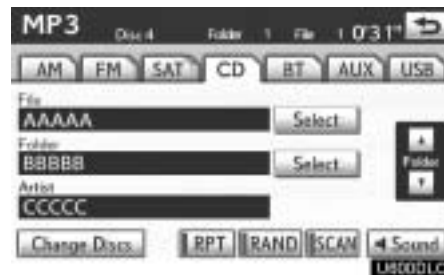 MP3 Disc 4 Folder 1 File 1 0'31"
AM FM SAT CD BT AUX USB
File
AAAAA Select
Folder
BBBBB Select
Folder
Artist
CCCCC
Change Discs RPT RAND SCAN Sound
U6000LC